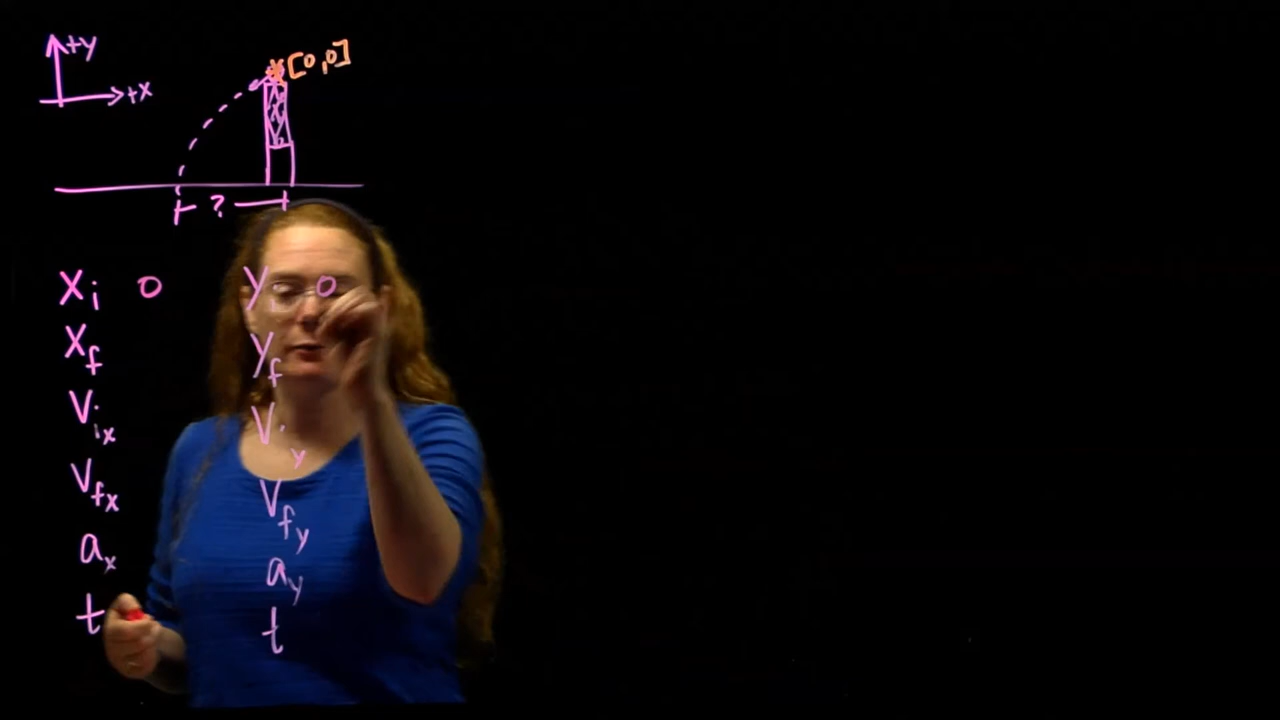 +y
[0,0]
+x
?
xi 0 yi 0
xf yf
vix viy
vfx vfy
ax ay
t t